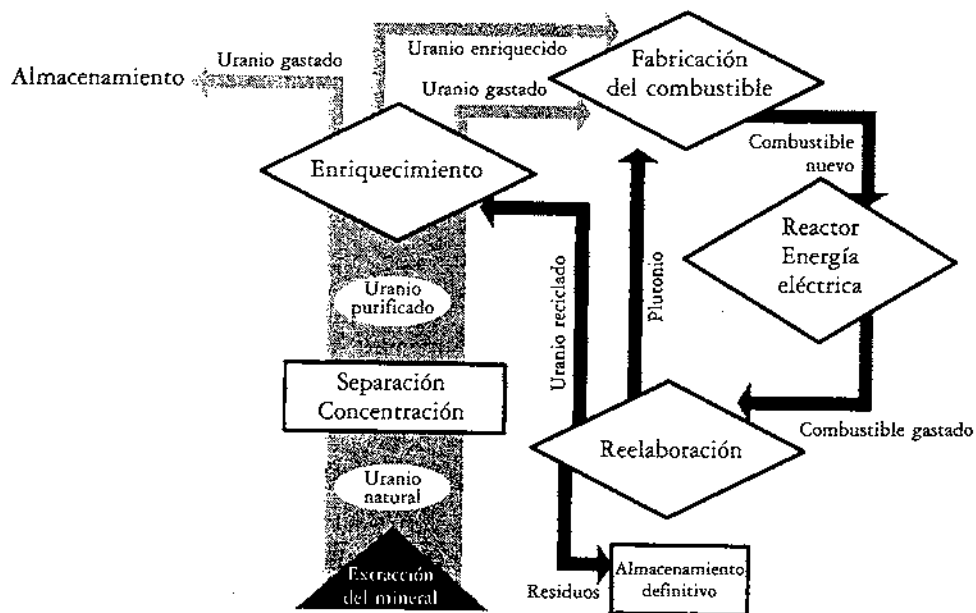 Uranio enriquecido
Uranio gastado
Almacenamiento
Uranio gastado
Fabricación
del combustible
Combustible
nuevo
Enriquecimiento
Reactor
Energía
eléctrica
Uranio
purificado
Uranio reciclado
Plutonio
Separación
Concentración
Combustible gastado
Reelaboración
Uranio
natural
Extracción
del mineral
Residuos
Almacenamiento
definitivo